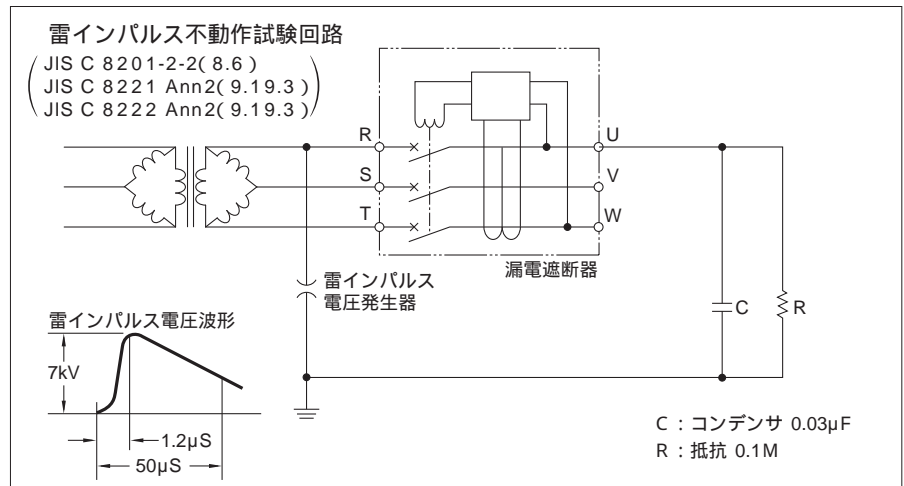 雷インパルス不動作試験回路
JIS C 8201-2-2(8.6)
JIS C 8221 Ann2(9.19.3)
JIS C 8222 Ann2(9.19.3)
R
S
T
U
V
W
漏電遮断器
雷インパルス
電圧発生器
C
R
雷インパルス電圧波形
7kV
1.2μS
50μS
C：コンデンサ 0.03μF
R：抵抗 0.1M